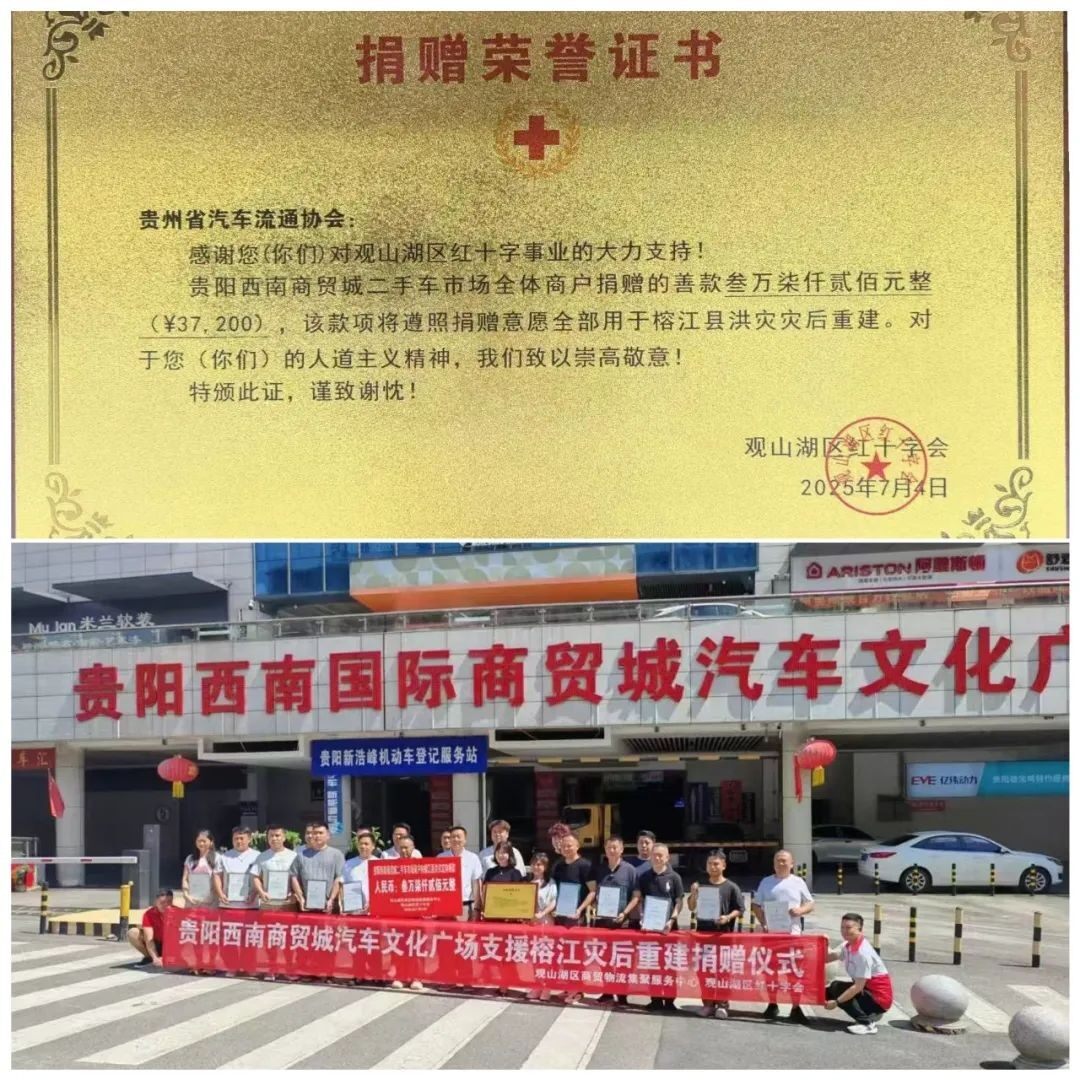 捐赠荣誉证书
贵州省汽车流通协会:
感谢您(你们)对观山湖区红十字事业的大力支持!
贵阳西南商贸城二手车市场全体商户捐赠的善款叁万柒仟贰佰元整
(¥37,200),该款项将遵照捐赠意愿全部用于榕江县洪灾灾后重建。对
于您（你们）的人道主义精神，我们致以崇高敬意!
特颁此证，谨致谢忱!
观山湖区红十字会
2025年7月4日
ARISTON 阿里斯顿
Mu lan 米兰软装
贵阳西南国际商贸城汽车文化广
贵阳新浩峰机动车登记服务站
车汇
EVE 亿纬动力
人民币：叁万柒仟贰佰元整
贵阳西南商贸城汽车文化广场支援榕江灾后重建捐赠仪式
观山湖区商贸物流集聚服务中心 观山湖区红十字会